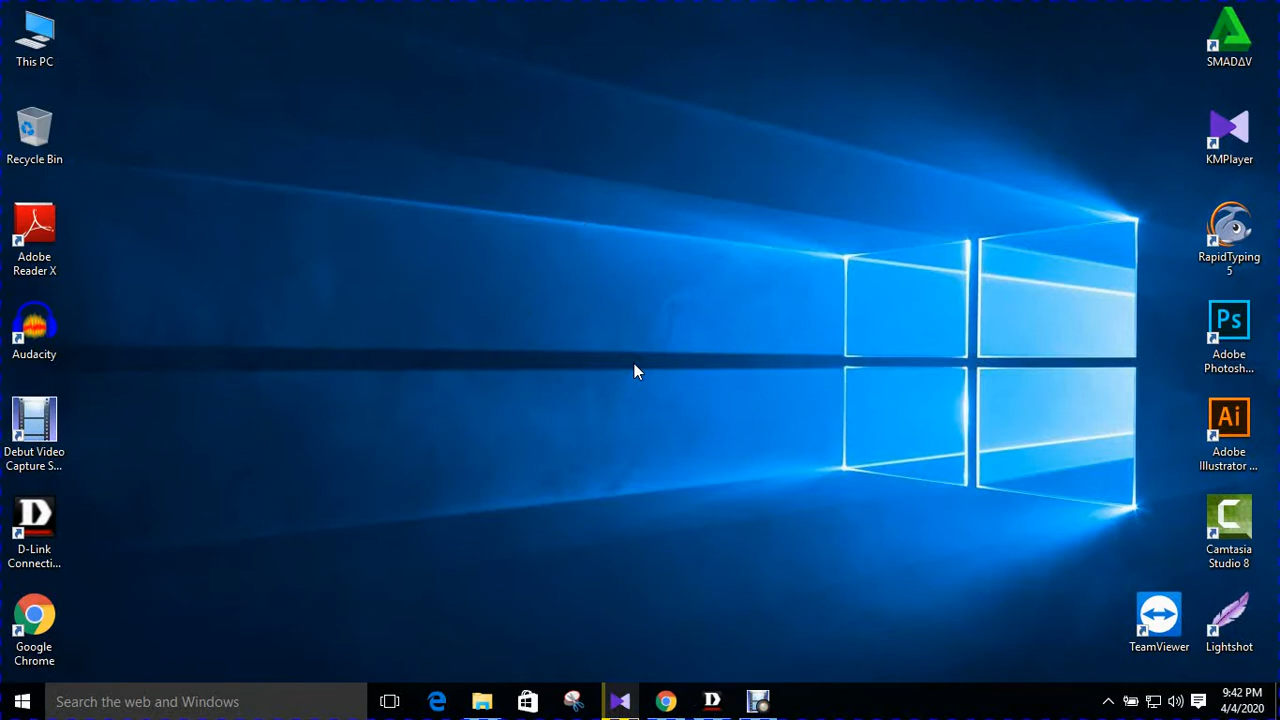 This PC
Recycle Bin
Adobe
Reader X
Audacity
Debut Video
Capture S...
D-Link
Connecti...
Google
Chrome
SMADΔV
KMPlayer
RapidTyping
5
Ps
Adobe
Photosh...
Ai
Adobe
Illustrator ...
Camtasia
Studio 8
TeamViewer
Lightshot
Search the web and Windows
9:42 PM
4/4/2020